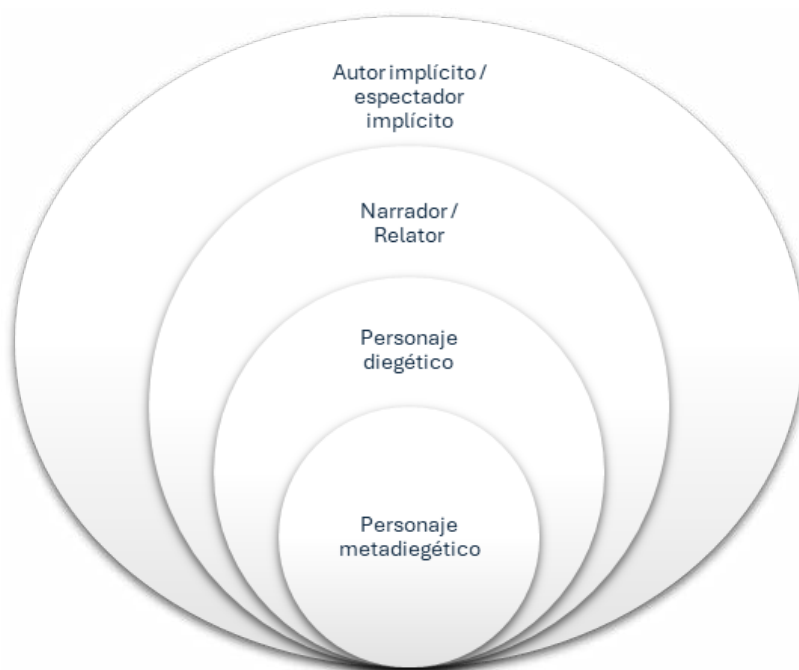 Autor implícito /
espectador
implícito
Narrador /
Relator
Personaje
diegético
Personaje
metadiegético